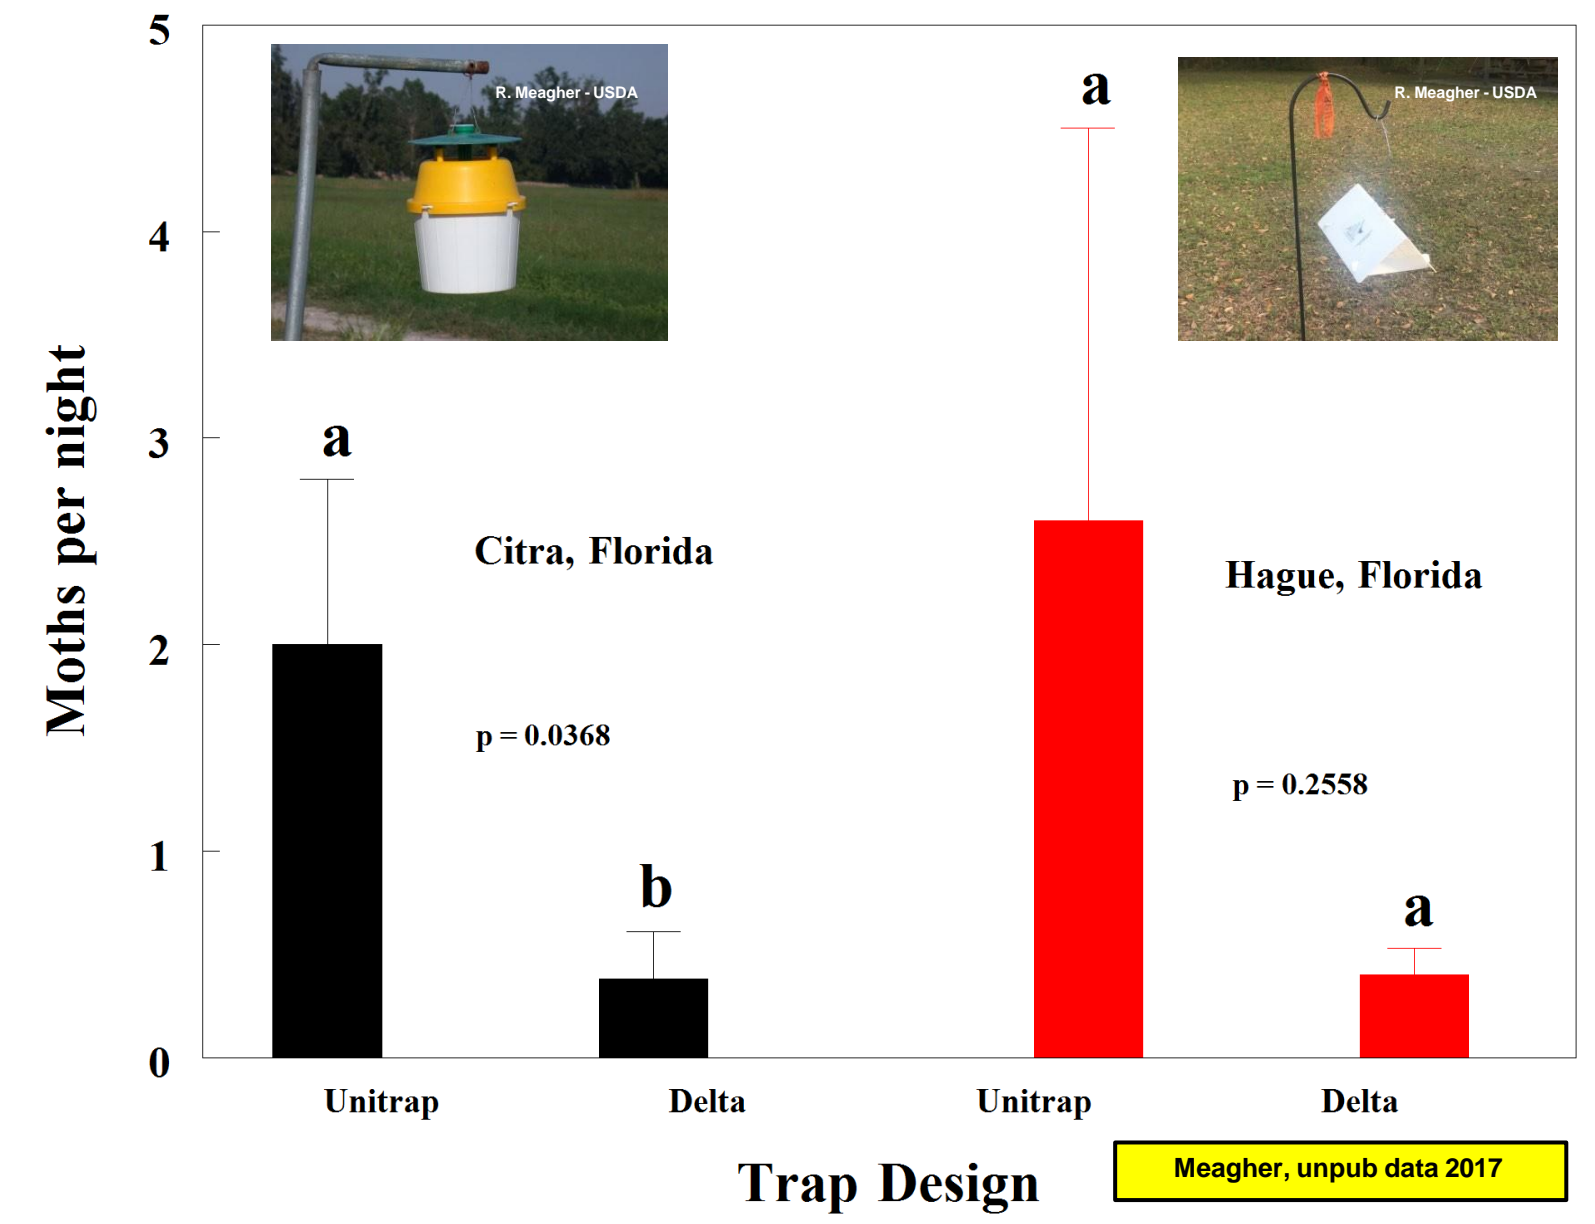 5
4
3
2
1
0
Moths per night
R. Meagher - USDA
R. Meagher - USDA
a
a
Citra, Florida
Hague, Florida
p = 0.0368
p = 0.2558
b
a
Unitrap
Delta
Unitrap
Delta
Trap Design
Meagher, unpub data 2017